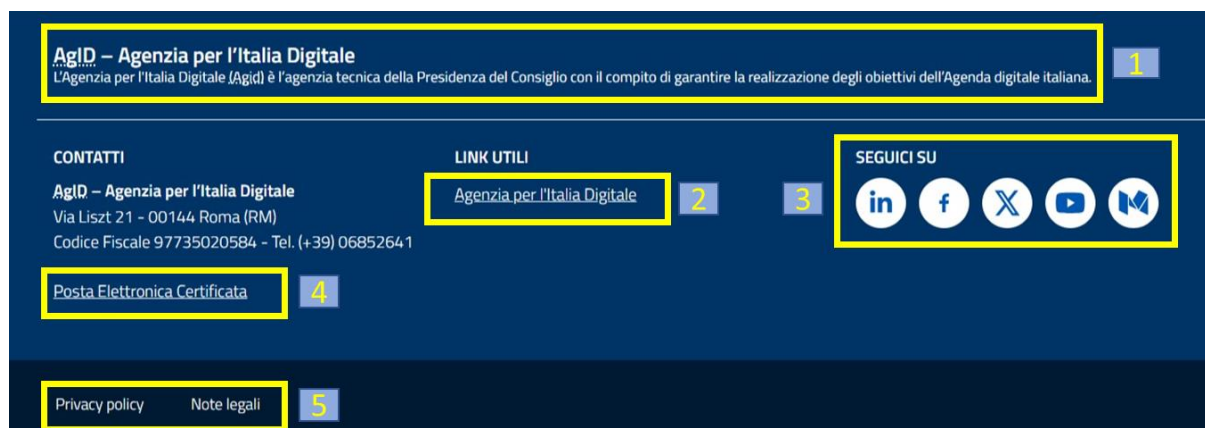 AgID – Agenzia per l'Italia Digitale
L'Agenzia per l'Italia Digitale (Agid) è l'agenzia tecnica della Presidenza del Consiglio con il compito di garantire la realizzazione degli obiettivi dell'Agenda digitale italiana.
1
CONTATTI
AgID – Agenzia per l'Italia Digitale
Via Liszt 21 - 00144 Roma (RM)
Codice Fiscale 97735020584 - Tel. (+39) 06852641
Posta Elettronica Certificata
4
LINK UTILI
Agenzia per l'Italia Digitale
2
3
SEGUICI SU
in f X
Privacy policy Note legali
5